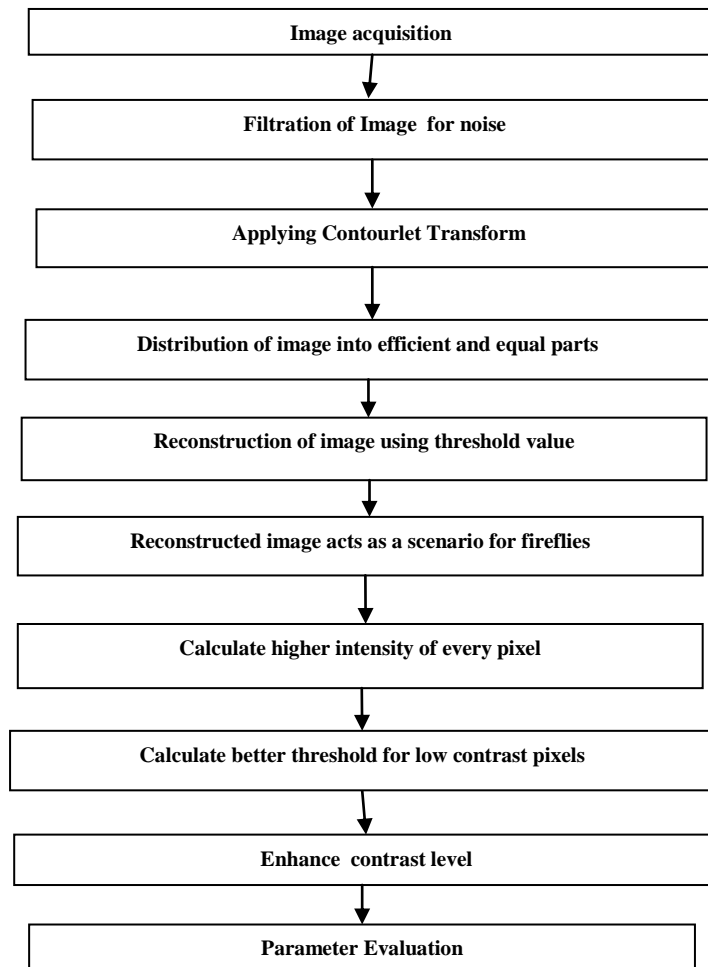 Image acquisition
Filtration of Image for noise
Applying Contourlet Transform
Distribution of image into efficient and equal parts
Reconstruction of image using threshold value
Reconstructed image acts as a scenario for fireflies
Calculate higher intensity of every pixel
Calculate better threshold for low contrast pixels
Enhance contrast level
Parameter Evaluation